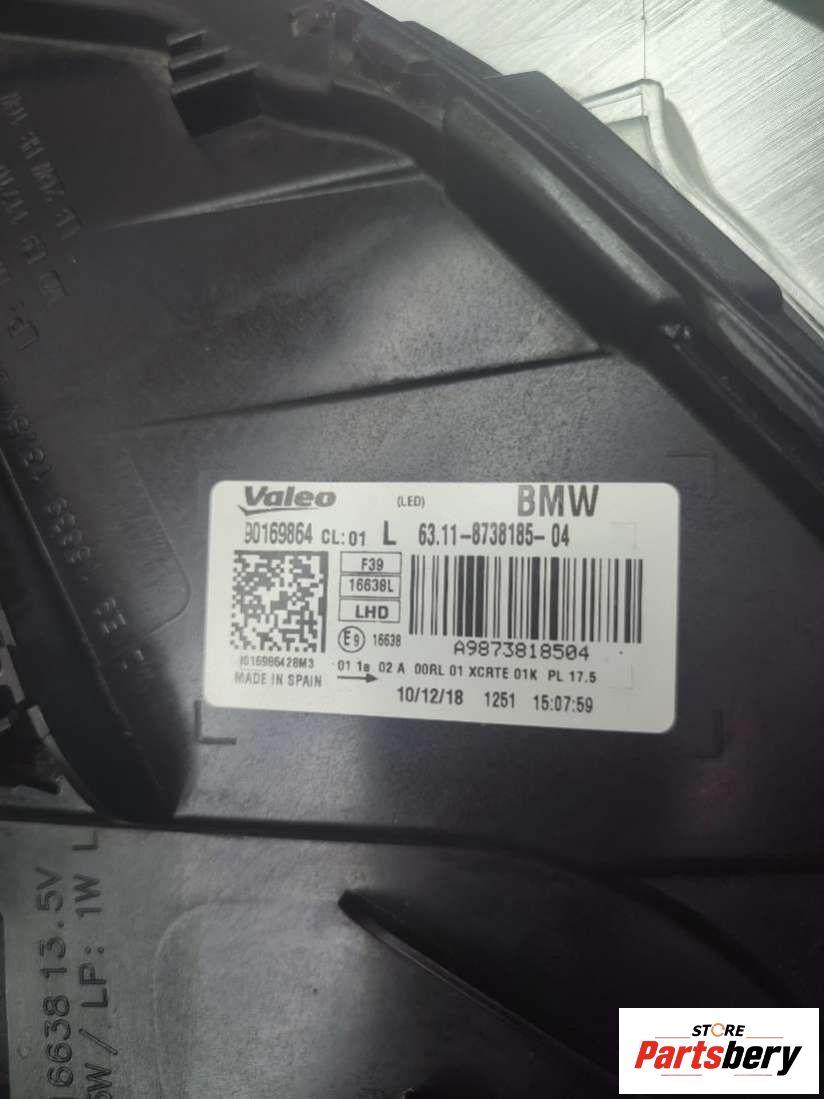 Valeo (LED) BMW
90169864 CL:01 L 63.11-8738185-04
F39
16638L
LHD
E9 16638
A9873818504
9016986428M3 01 1a 02 A 00RL 01 XCRTE 01K PL 17.5
MADE IN SPAIN
10/12/18 1251 15:07:59
16638 13.5V
W/ LP: 1W L
STORE
Partsbery